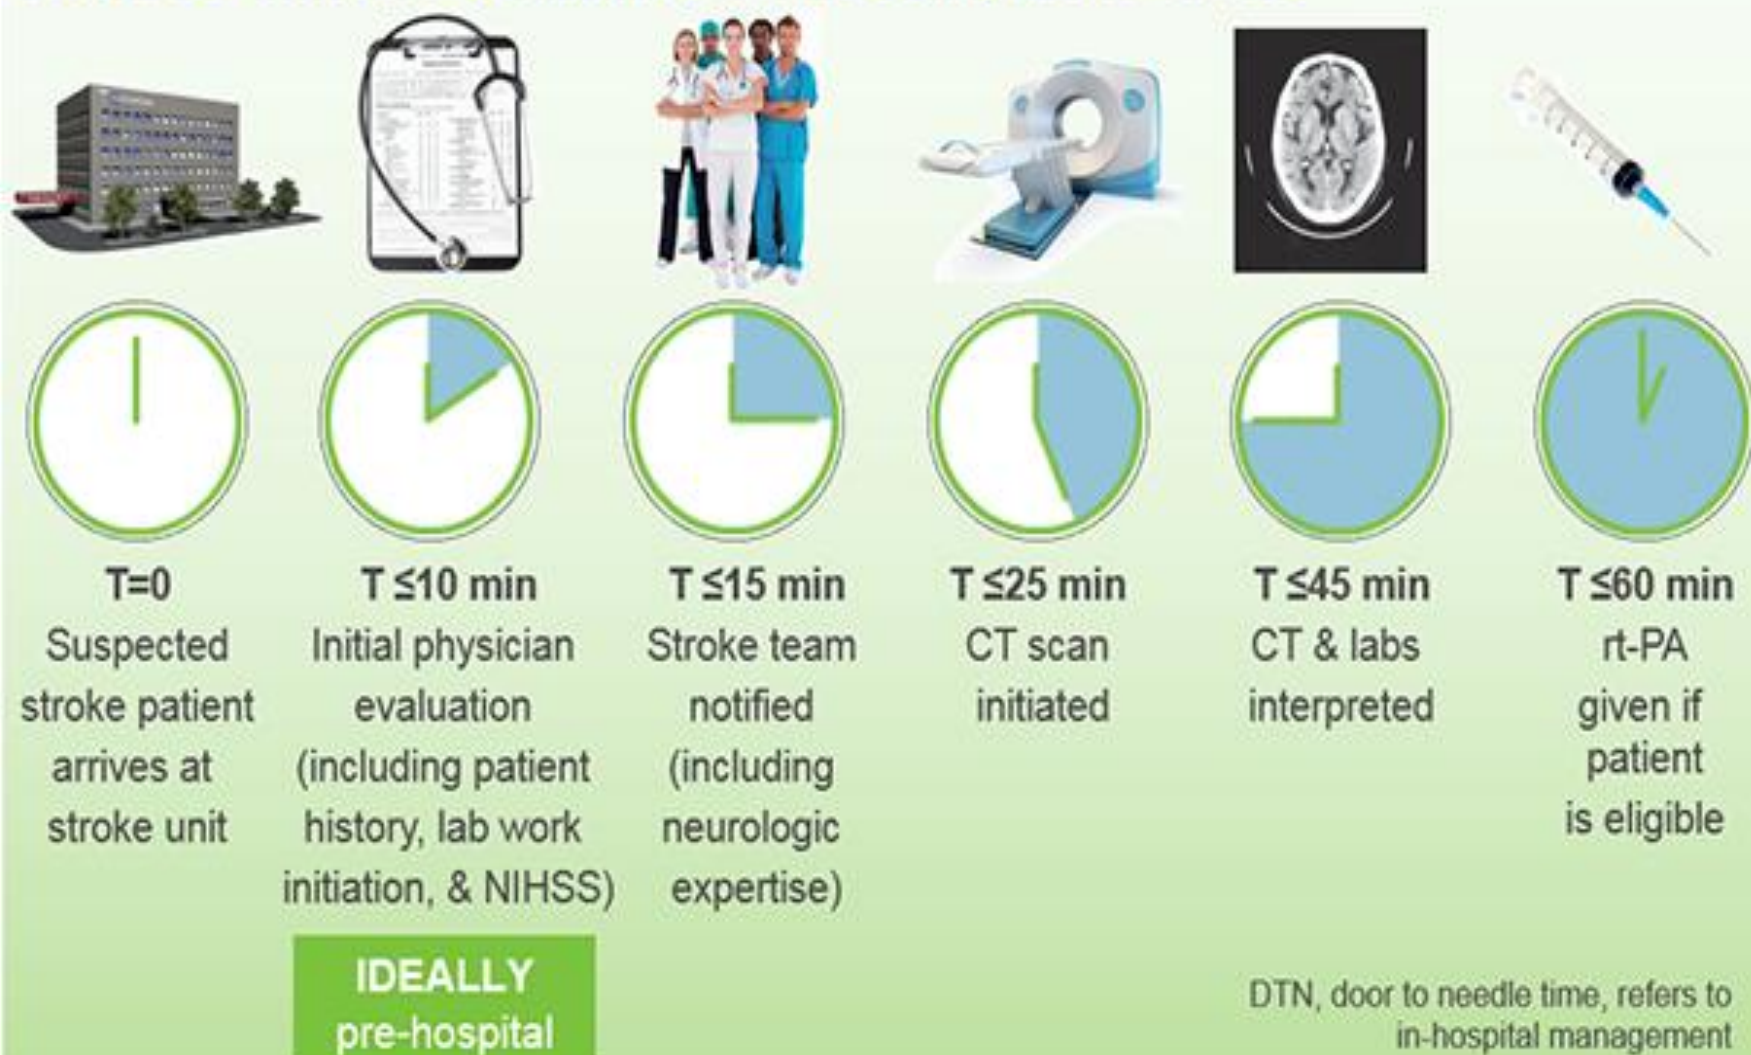 T=0
Suspected
stroke patient
arrives at
stroke unit
T ≤10 min
Initial physician
evaluation
(including patient
history, lab work
initiation, & NIHSS)
IDEALLY
pre-hospital
T ≤15 min
Stroke team
notified
(including
neurologic
expertise)
T ≤25 min
CT scan
initiated
T ≤45 min
CT & labs
interpreted
T ≤60 min
rt-PA
given if
patient
is eligible
DTN, door to needle time, refers to
in-hospital management